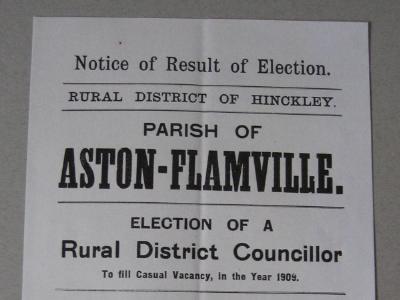 Notice of Result of Election.
RURAL DISTRICT OF HINCKLEY.
PARISH OF
ASTON-FLAMVILLE.
ELECTION OF A
Rural District Councillor
To fill Casual Vacancy, in the Year 1909.